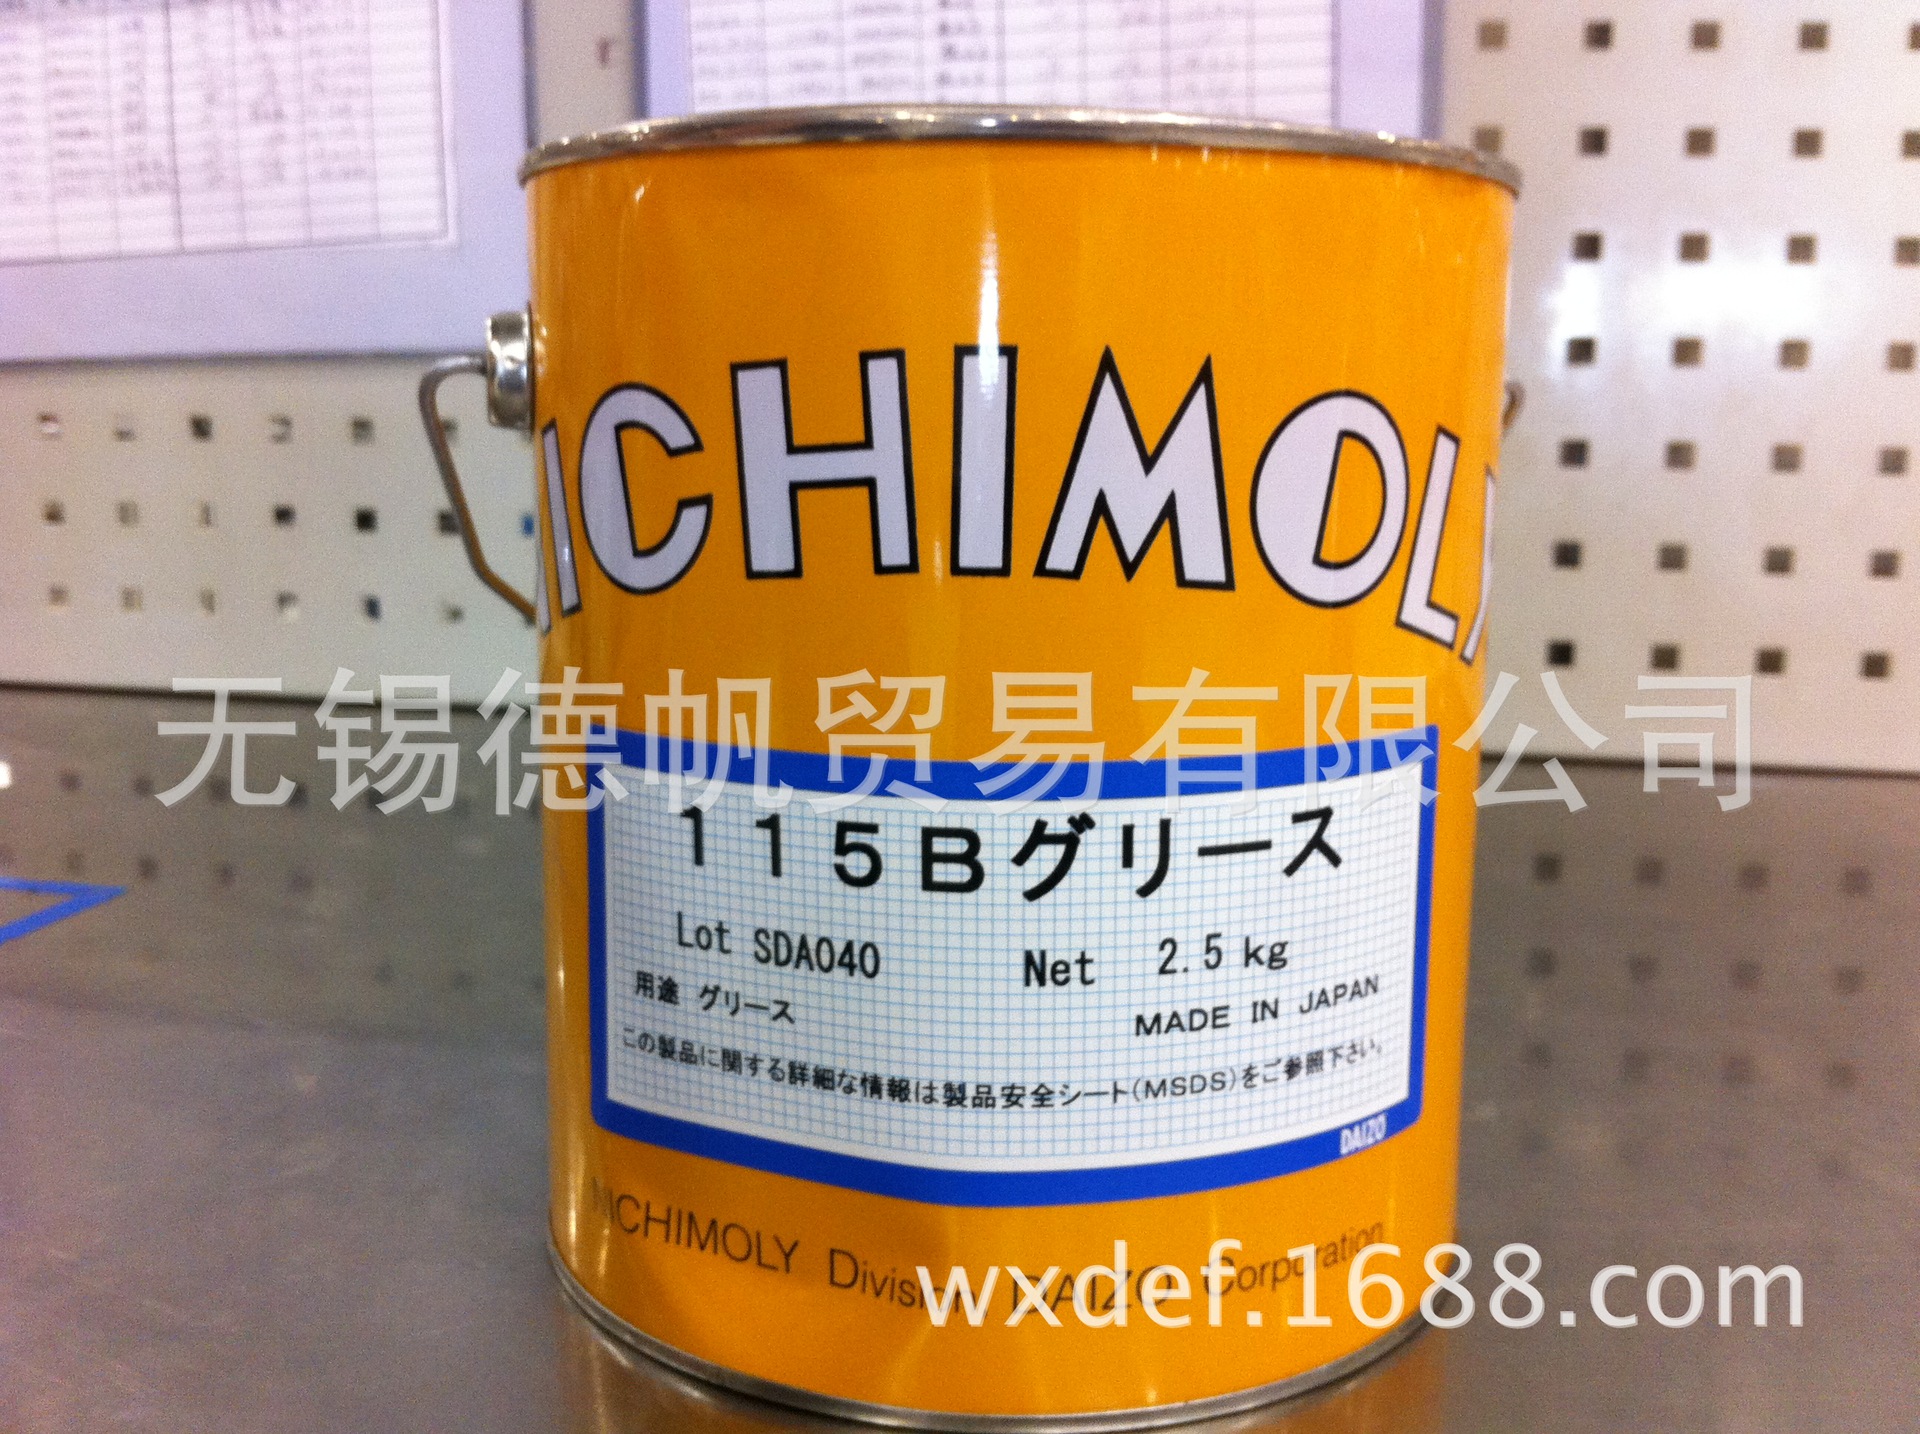 NICHIMOLY
无锡德帆贸易有限公司
115Bグリース
Lot SDA040 Net 2.5 kg
用途 グリース MADE IN JAPAN
この製品に関する詳細な情報は製品安全シート(MSDS)をご参照下さい。
DAIZO
NICHIMOLY Division DAIZO Corporation
wxdef.1688.com